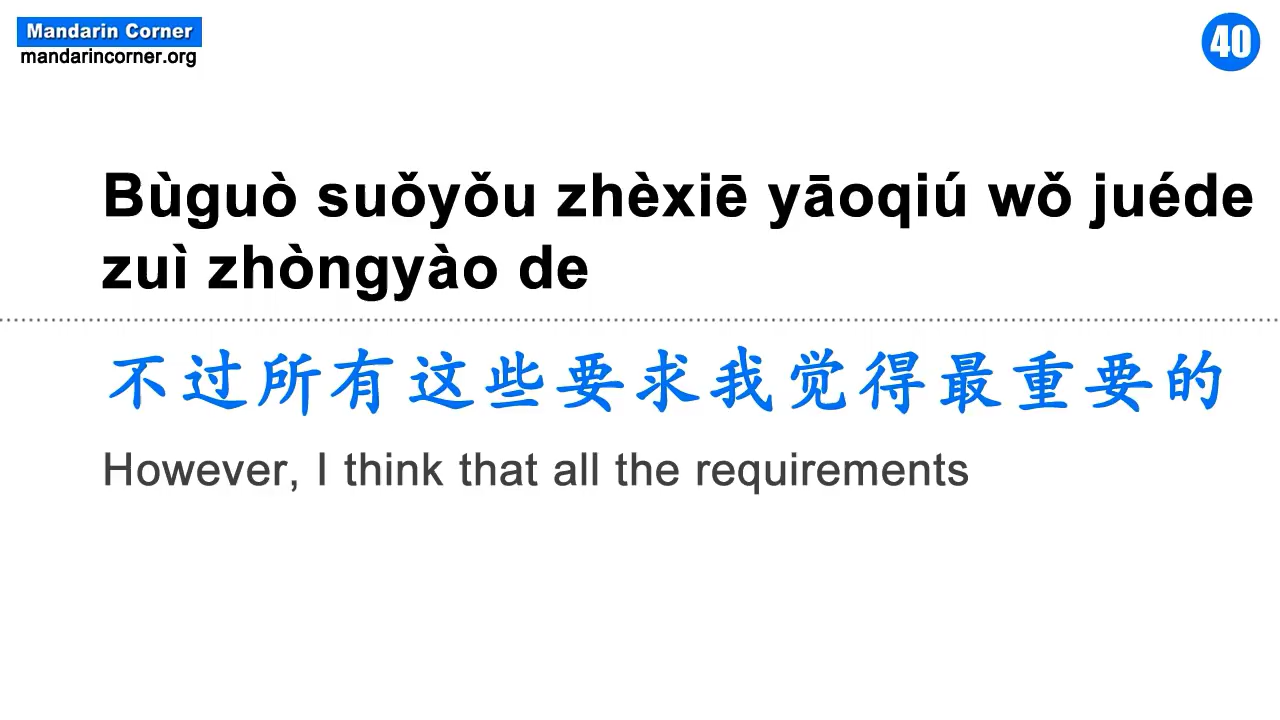 Mandarin Corner
mandarincorner.org
40
Bùguò suǒyǒu zhèxiē yāoqiú wǒ juéde
zuì zhòngyào de
不过所有这些要求我觉得最重要的
However, I think that all the requirements